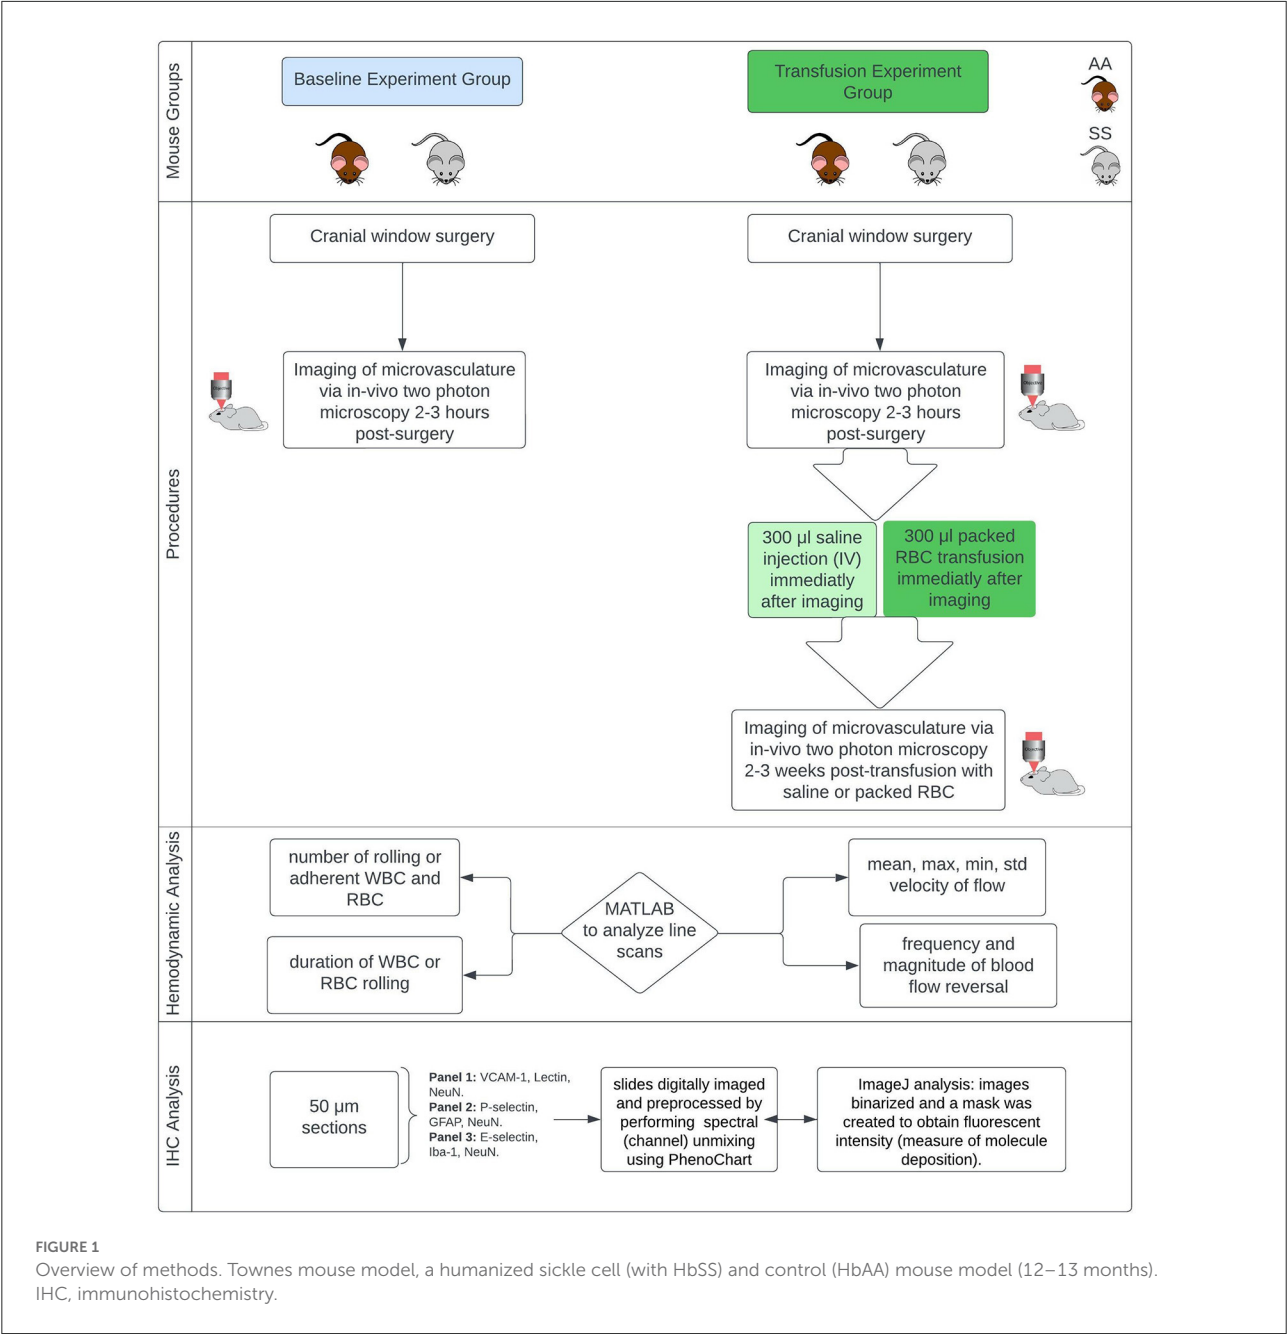 Mouse Groups
Baseline Experiment Group
Transfusion Experiment
Group
AA
SS
Procedures
Cranial window surgery
Imaging of microvasculature
via in-vivo two photon
microscopy 2-3 hours
post-surgery
Cranial window surgery
Imaging of microvasculature
via in-vivo two photon
microscopy 2-3 hours
post-surgery
300 µl saline
injection (IV)
immediatly
after imaging
300 µl packed
RBC transfusion
immediatly after
imaging
Imaging of microvasculature via
in-vivo two photon microscopy
2-3 weeks post-transfusion with
saline or packed RBC
Hemodynamic Analysis
number of rolling or
adherent WBC and
RBC
duration of WBC or
RBC rolling
MATLAB
to analyze line
scans
mean, max, min, std
velocity of flow
frequency and
magnitude of blood
flow reversal
IHC Analysis
50 µm
sections
Panel 1: VCAM-1, Lectin,
NeuN.
Panel 2: P-selectin,
GFAP, NeuN.
Panel 3: E-selectin,
Iba-1, NeuN.
slides digitally imaged
and preprocessed by
performing spectral
(channel) unmixing
using PhenoChart
ImageJ analysis: images
binarized and a mask was
created to obtain fluorescent
intensity (measure of molecule
deposition).
FIGURE 1
Overview of methods. Townes mouse model, a humanized sickle cell (with HbSS) and control (HbAA) mouse model (12–13 months).
IHC, immunohistochemistry.